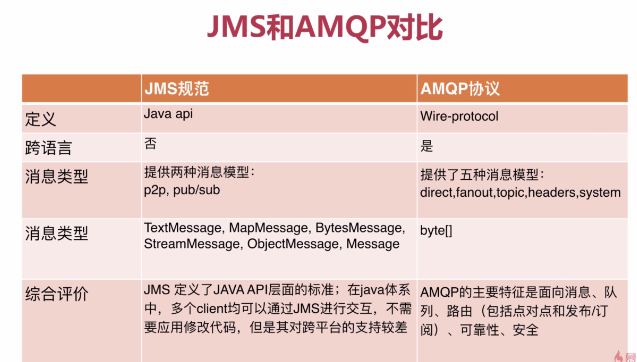 JMS和AMQP对比
JMS规范 AMQP协议
定义 Java api Wire-protocol
跨语言 否 是
消息类型 提供两种消息模型： 提供了五种消息模型：
p2p, pub/sub direct,fanout,topic,headers,system
消息类型 TextMessage, MapMessage, BytesMessage, byte[]
StreamMessage, ObjectMessage, Message
综合评价 JMS 定义了JAVA API层面的标准；在java体系 AMQP的主要特征是面向消息、队
中，多个client均可以通过JMS进行交互，不需 列、路由（包括点对点和发布/订
要应用修改代码，但是其对跨平台的支持较差 阅）、可靠性、安全